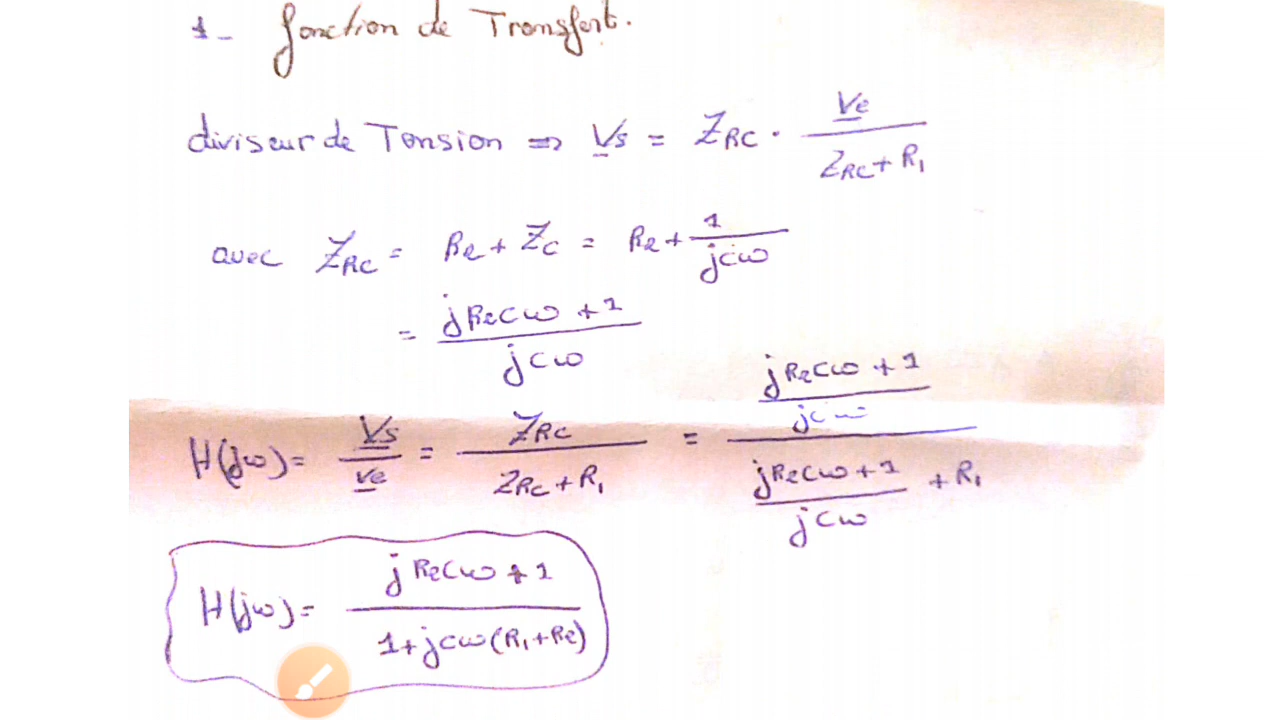 1- fonction de Transfert.
diviseur de Tension => Vs = ZRC . Ve / (ZRC + R1)
avec ZRC = R2 + ZC = R2 + 1 / jCω
= (jR2Cω + 1) / jCω
H(jω) = Vs / Ve = ZRC / (ZRC + R1) = ((jR2Cω + 1) / jCω) / ((jR2Cω + 1) / jCω + R1)
H(jω) = (jR2Cω + 1) / (1 + jCω(R1 + R2))